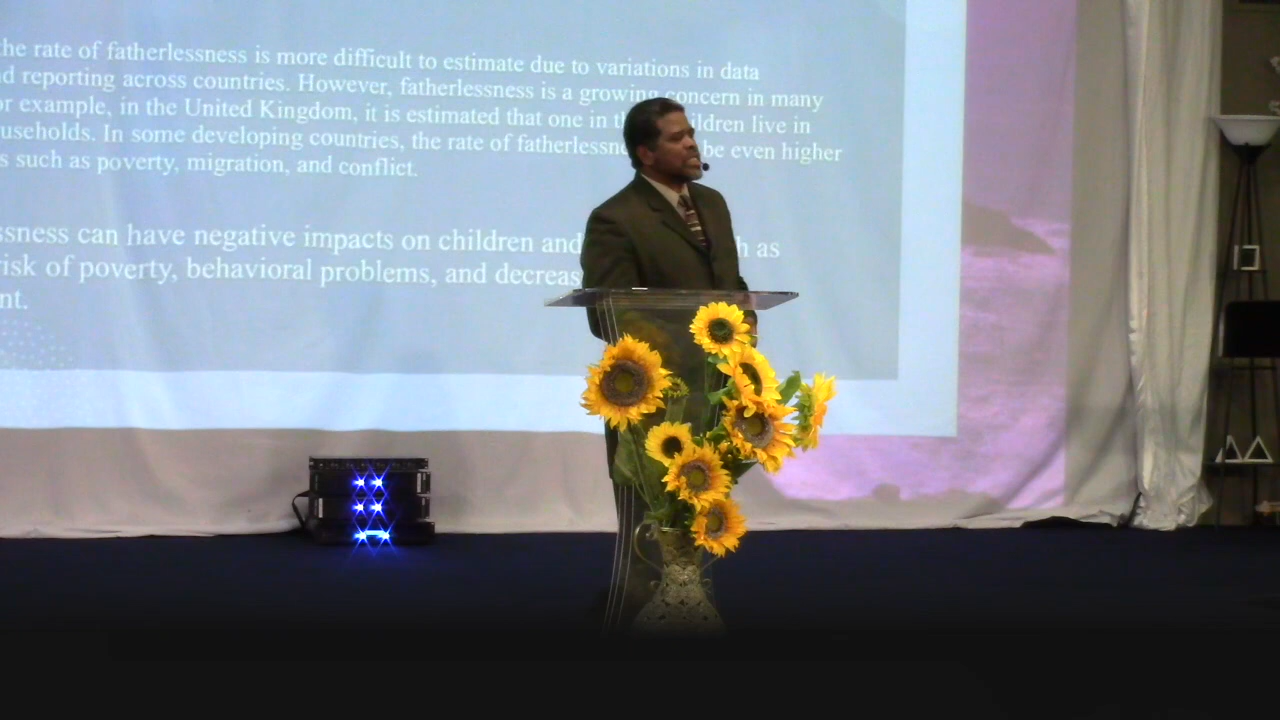 the rate of fatherlessness is more difficult to estimate due to variations in data
nd reporting across countries. However, fatherlessness is a growing concern in many
or example, in the United Kingdom, it is estimated that one in th ildren live in
useholds. In some developing countries, the rate of fatherlessne be even higher
s such as poverty, migration, and conflict.
ssness can have negative impacts on children and h as
risk of poverty, behavioral problems, and decreas
nt.